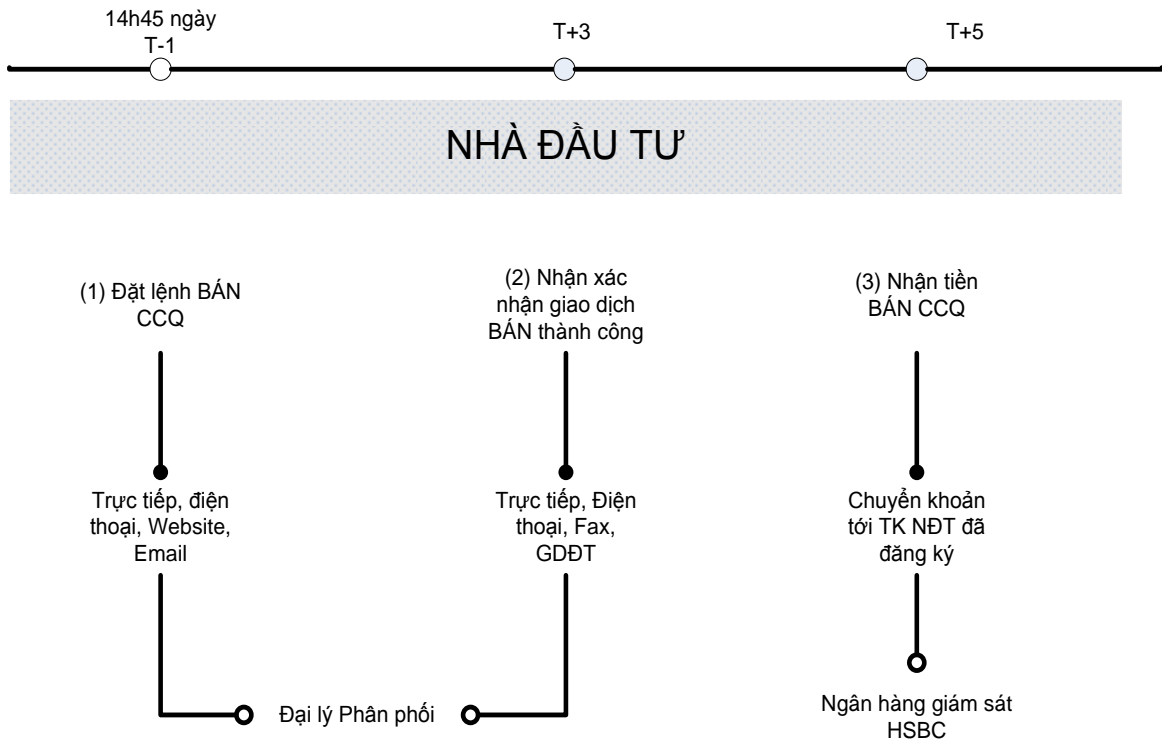 14h45 ngày
T-1
T+3
T+5
NHÀ ĐẦU TƯ
(1) Đặt lệnh BÁN
CCQ
(2) Nhận xác
nhận giao dịch
BÁN thành công
(3) Nhận tiền
BÁN CCQ
Trực tiếp, điện
thoại, Website,
Email
Trực tiếp, Điện
thoại, Fax,
GDĐT
Chuyển khoản
tới TK NĐT đã
đăng ký
Đại lý Phân phối
Ngân hàng giám sát
HSBC